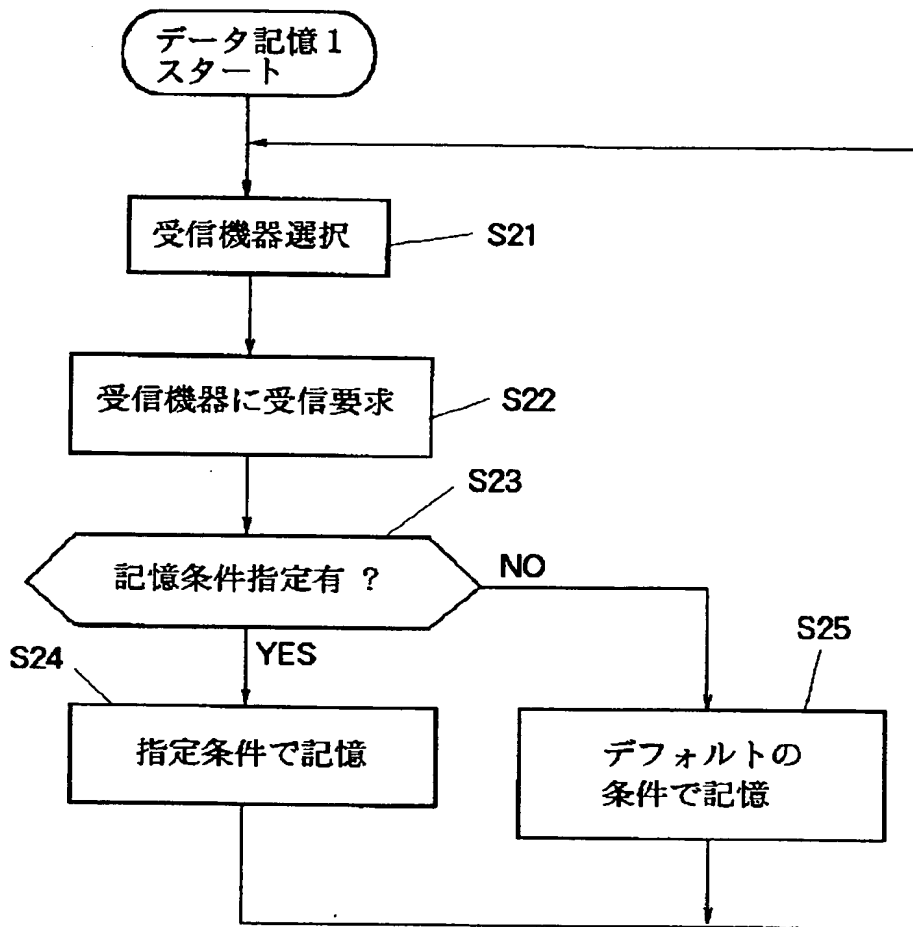 データ記憶1
スタート
受信機器選択
S21
受信機器に受信要求
S22
S23
記憶条件指定有 ?
NO
YES
S24
S25
指定条件で記憶
デフォルトの
条件で記憶